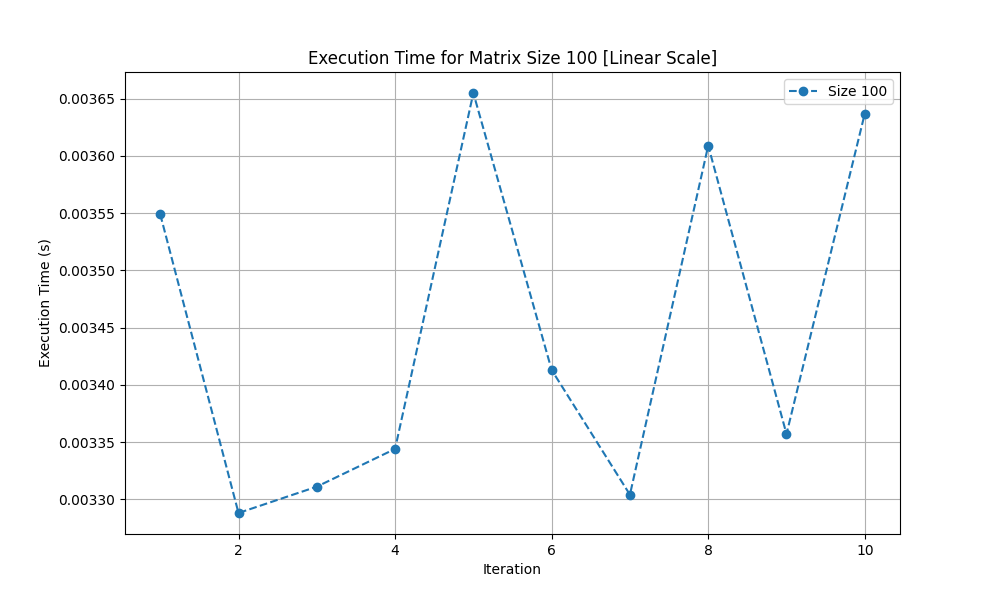 Execution Time for Matrix Size 100 [Linear Scale]
Size 100
0.00365
0.00360
0.00355
0.00350
0.00345
0.00340
0.00335
0.00330
Execution Time (s)
2 4 6 8 10
Iteration